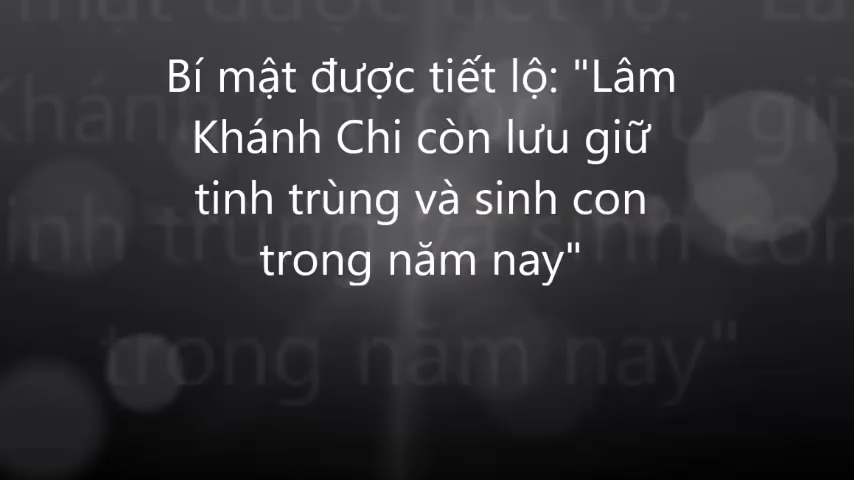 Bí mật được tiết lộ: "Lâm
Khánh Chi còn lưu giữ
tinh trùng và sinh con
trong năm nay"